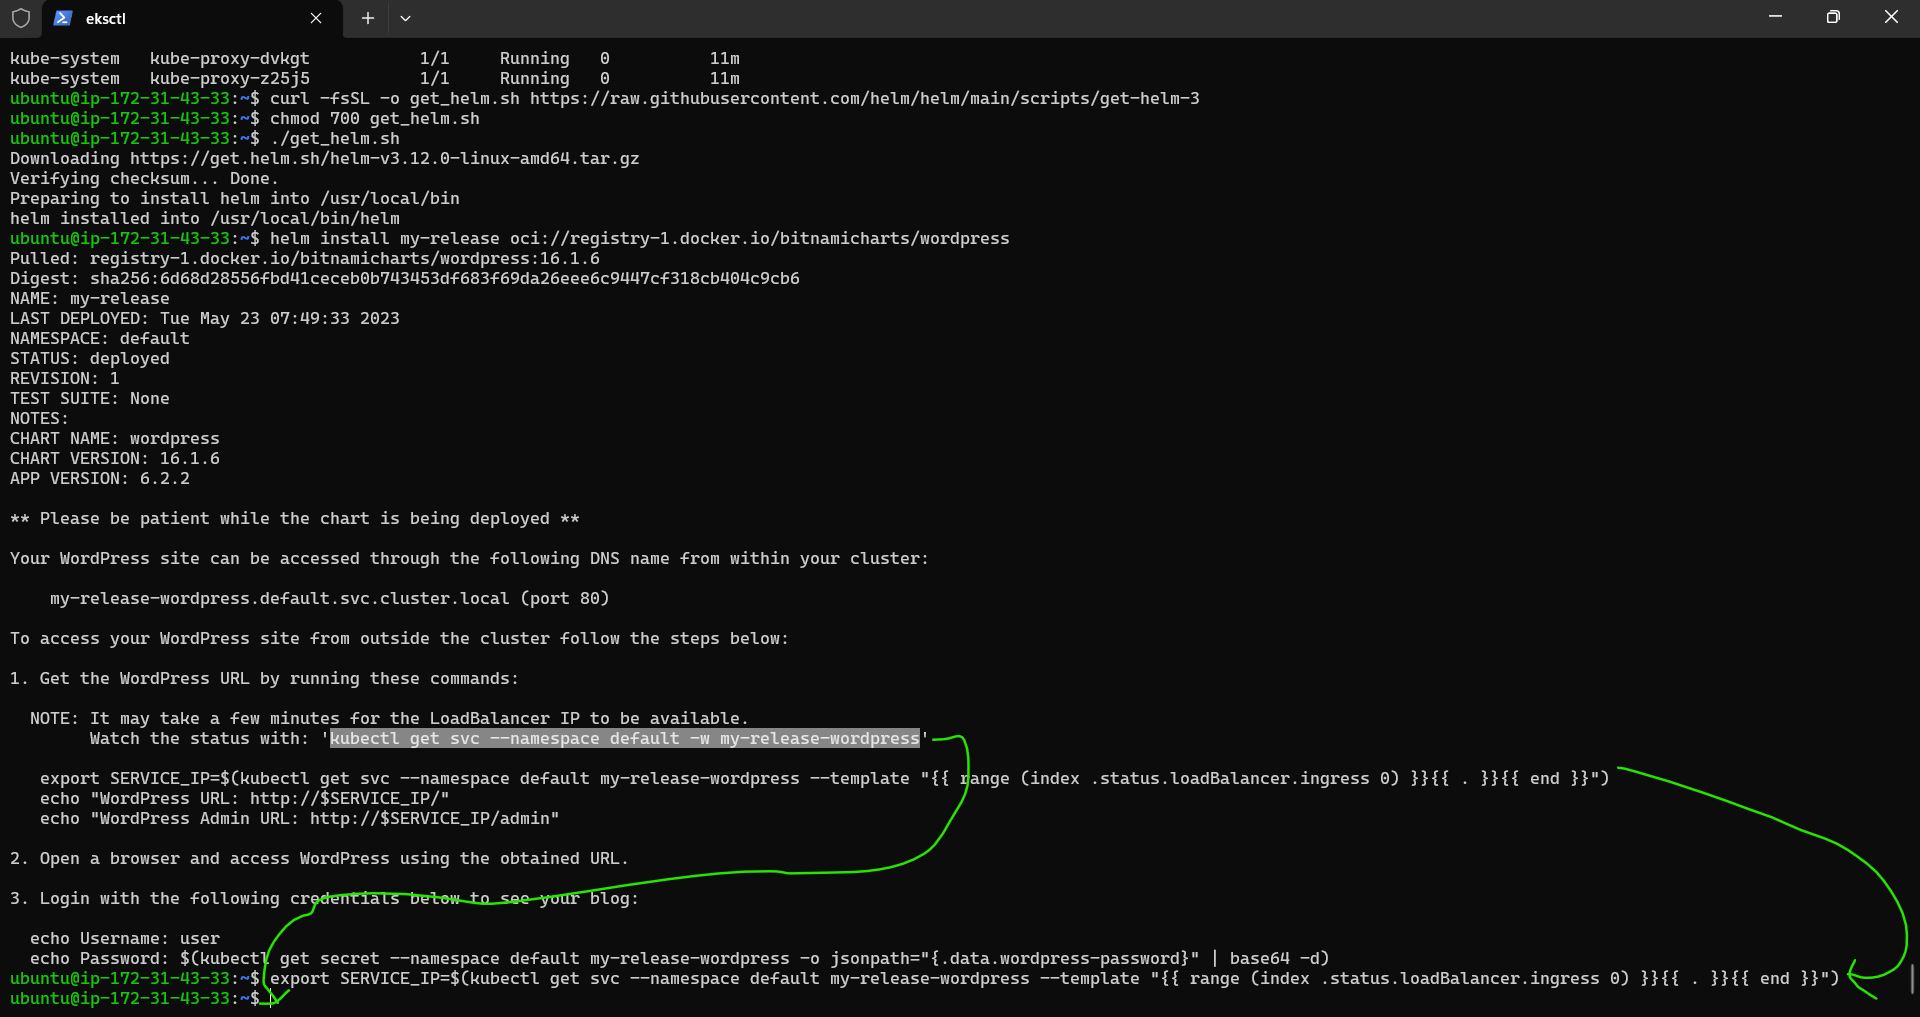 eksctl
kube-system   kube-proxy-dvkgt           1/1     Running   0          11m
kube-system   kube-proxy-z25j5           1/1     Running   0          11m
ubuntu@ip-172-31-43-33:~$ curl -fsSL -o get_helm.sh https://raw.githubusercontent.com/helm/helm/main/scripts/get-helm-3
ubuntu@ip-172-31-43-33:~$ chmod 700 get_helm.sh
ubuntu@ip-172-31-43-33:~$ ./get_helm.sh
Downloading https://get.helm.sh/helm-v3.12.0-linux-amd64.tar.gz
Verifying checksum... Done.
Preparing to install helm into /usr/local/bin
helm installed into /usr/local/bin/helm
ubuntu@ip-172-31-43-33:~$ helm install my-release oci://registry-1.docker.io/bitnamicharts/wordpress
Pulled: registry-1.docker.io/bitnamicharts/wordpress:16.1.6
Digest: sha256:6d68d28556fbd41ceceb0b743453df683f69da26eee6c9447cf318cb404c9cb6
NAME: my-release
LAST DEPLOYED: Tue May 23 07:49:33 2023
NAMESPACE: default
STATUS: deployed
REVISION: 1
TEST SUITE: None
NOTES:
CHART NAME: wordpress
CHART VERSION: 16.1.6
APP VERSION: 6.2.2
** Please be patient while the chart is being deployed **
Your WordPress site can be accessed through the following DNS name from within your cluster:
    my-release-wordpress.default.svc.cluster.local (port 80)
To access your WordPress site from outside the cluster follow the steps below:
1. Get the WordPress URL by running these commands:
  NOTE: It may take a few minutes for the LoadBalancer IP to be available.
        Watch the status with: 'kubectl get svc --namespace default -w my-release-wordpress'
   export SERVICE_IP=$(kubectl get svc --namespace default my-release-wordpress --template "{{ range (index .status.loadBalancer.ingress 0) }}{{ . }}{{ end }}")
   echo "WordPress URL: http://$SERVICE_IP/"
   echo "WordPress Admin URL: http://$SERVICE_IP/admin"
2. Open a browser and access WordPress using the obtained URL.
3. Login with the following credentials below to see your blog:
  echo Username: user
  echo Password: $(kubectl get secret --namespace default my-release-wordpress -o jsonpath="{.data.wordpress-password}" | base64 -d)
ubuntu@ip-172-31-43-33:~$ export SERVICE_IP=$(kubectl get svc --namespace default my-release-wordpress --template "{{ range (index .status.loadBalancer.ingress 0) }}{{ . }}{{ end }}")
ubuntu@ip-172-31-43-33:~$